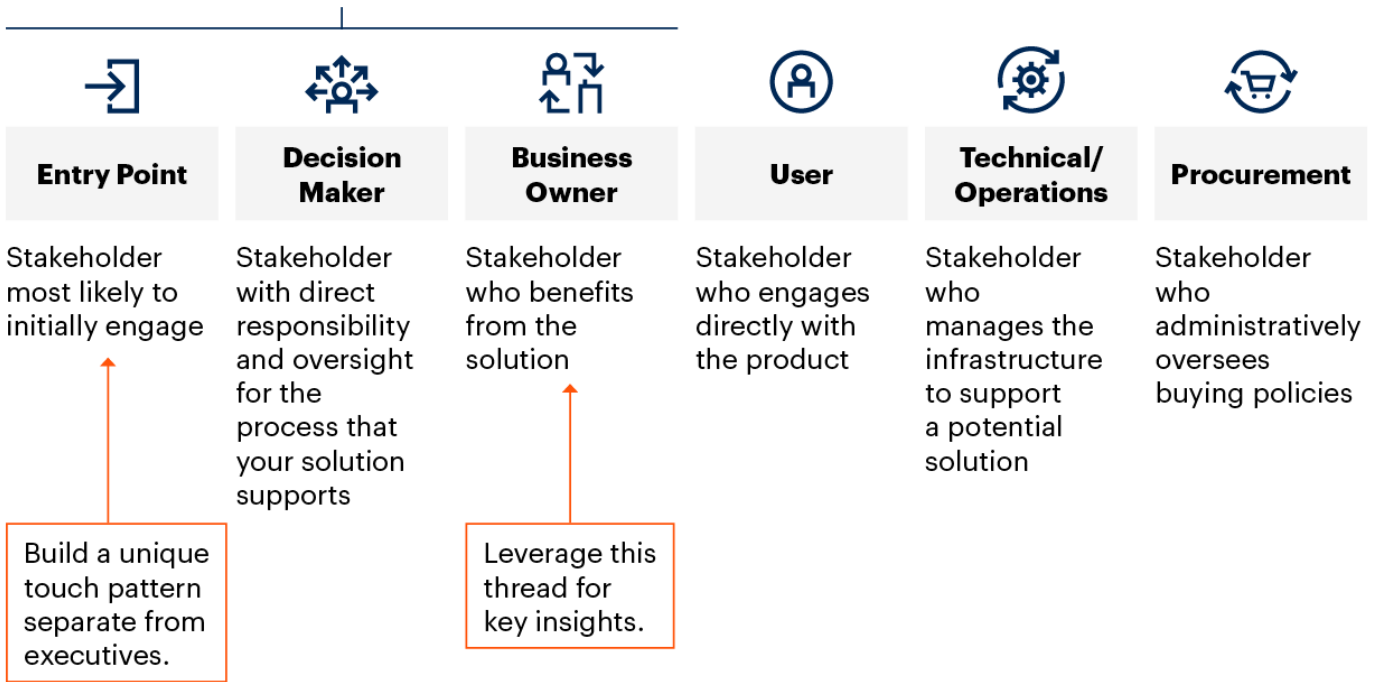 Entry Point
Decision
Maker
Business
Owner
User
Technical/
Operations
Procurement
Stakeholder
most likely to
initially engage
Stakeholder
with direct
responsibility
and oversight
for the
process that
your solution
supports
Stakeholder
who benefits
from the
solution
Stakeholder
who engages
directly with
the product
Stakeholder
who
manages the
infrastructure
to support
a potential
solution
Stakeholder
who
administratively
oversees
buying policies
Build a unique
touch pattern
separate from
executives.
Leverage this
thread for
key insights.